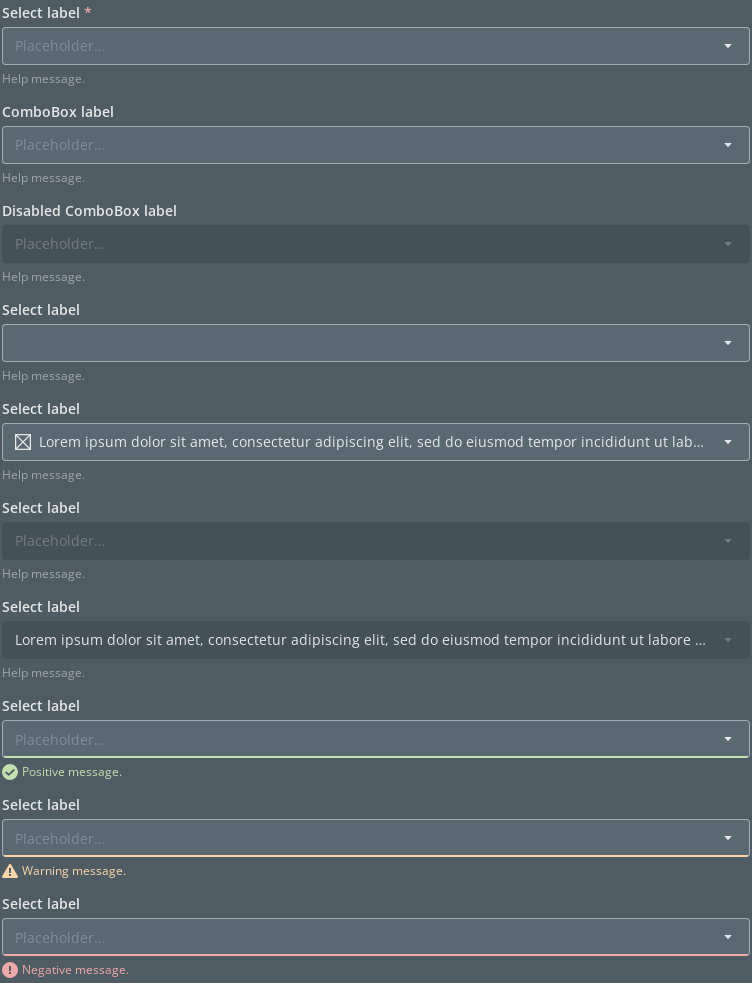 Select label *
Placeholder...
Help message.
ComboBox label
Placeholder...
Help message.
Disabled ComboBox label
Placeholder...
Help message.
Select label
Help message.
Select label
Lorem ipsum dolor sit amet, consectetur adipiscing elit, sed do eiusmod tempor incididunt ut lab...
Help message.
Select label
Placeholder...
Help message.
Select label
Lorem ipsum dolor sit amet, consectetur adipiscing elit, sed do eiusmod tempor incididunt ut labore ...
Help message.
Select label
Placeholder...
Positive message.
Select label
Placeholder...
Warning message.
Select label
Placeholder...
Negative message.